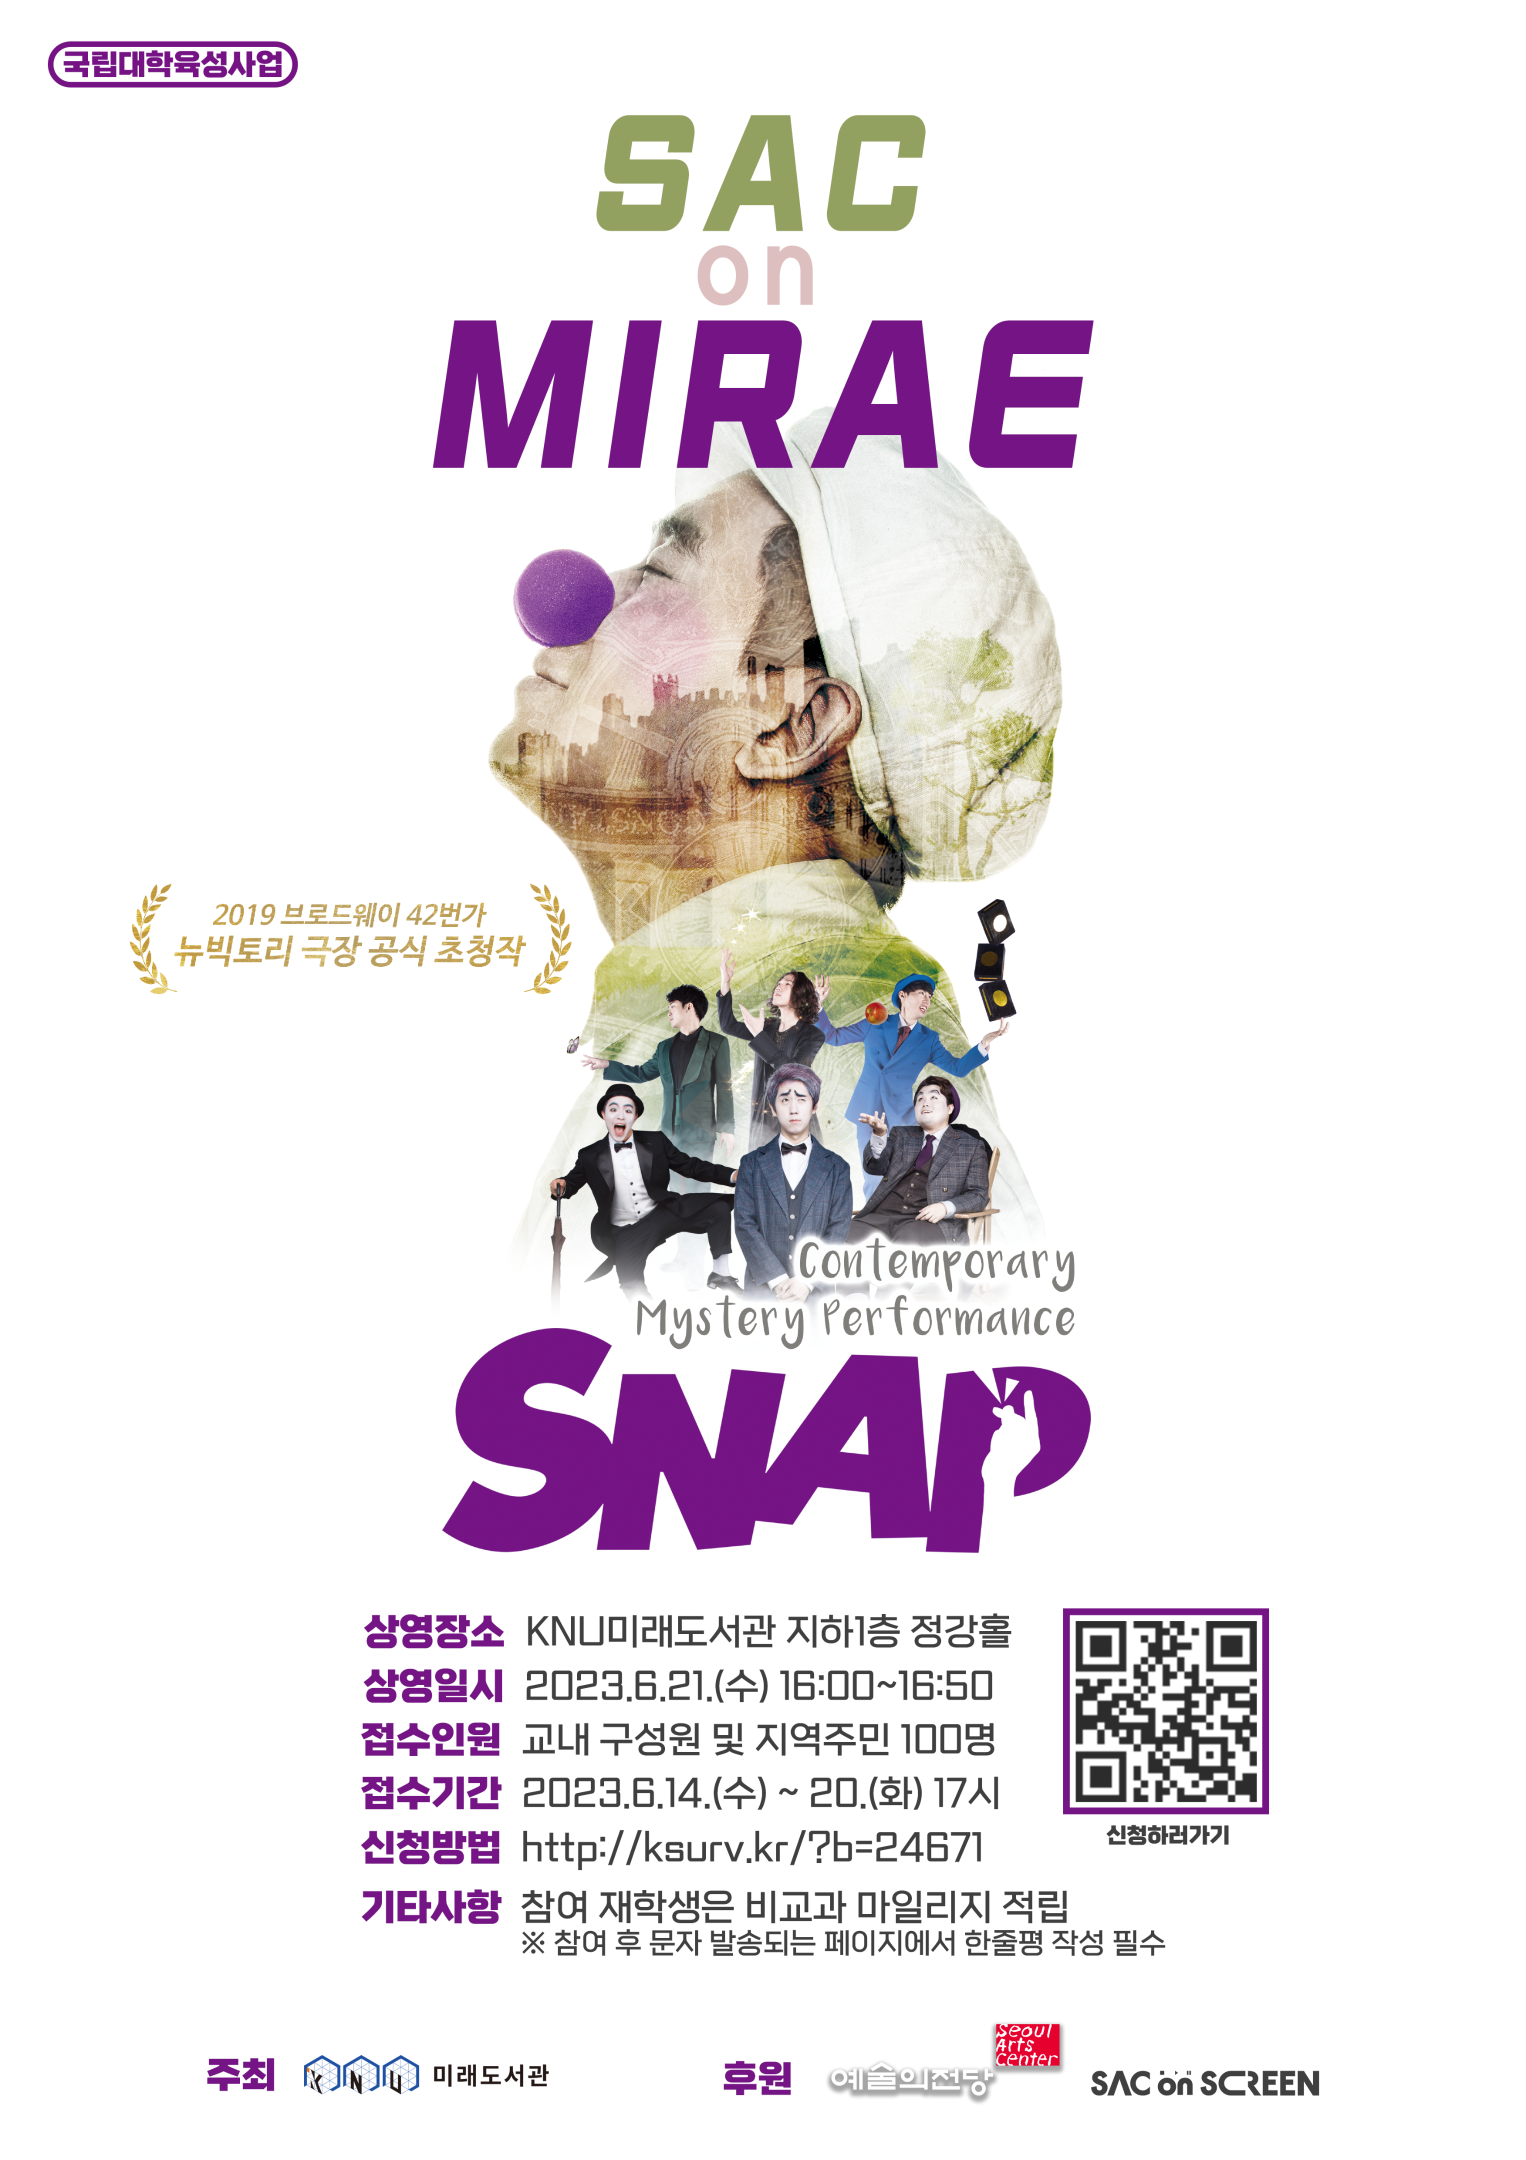 국립대학육성사업
SAC
on
MIRAE
2019 브로드웨이 42번가
뉴빅토리 극장 공식 초청작
Contemporary
Mystery Performance
SNAP
상영장소 KNU미래도서관 지하1층 정강홀
상영일시 2023.6.21.(수) 16:00~16:50
접수인원 교내 구성원 및 지역주민 100명
접수기간 2023.6.14.(수) ~ 20.(화) 17시
신청방법 http://ksurv.kr/?b=24671
신청하러가기
기타사항 참여 재학생은 비교과 마일리지 적립
※ 참여 후 문자 발송되는 페이지에서 한줄평 작성 필수
주최 KNU 미래도서관
후원 예술의전당 Seoul Arts Center SAC on SCREEN